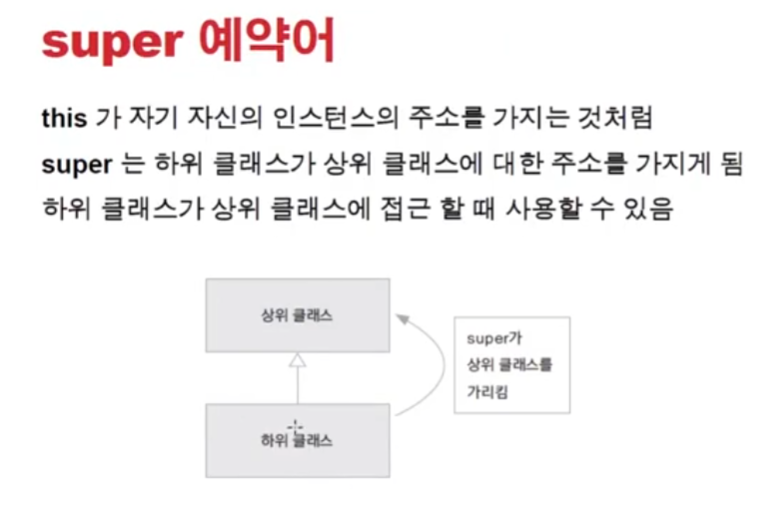 super 예약어
this 가 자기 자신의 인스턴스의 주소를 가지는 것처럼
super 는 하위 클래스가 상위 클래스에 대한 주소를 가지게 됨
하위 클래스가 상위 클래스에 접근 할 때 사용할 수 있음
상위 클래스
super가
상위 클래스를
가리킴
하위 클래스